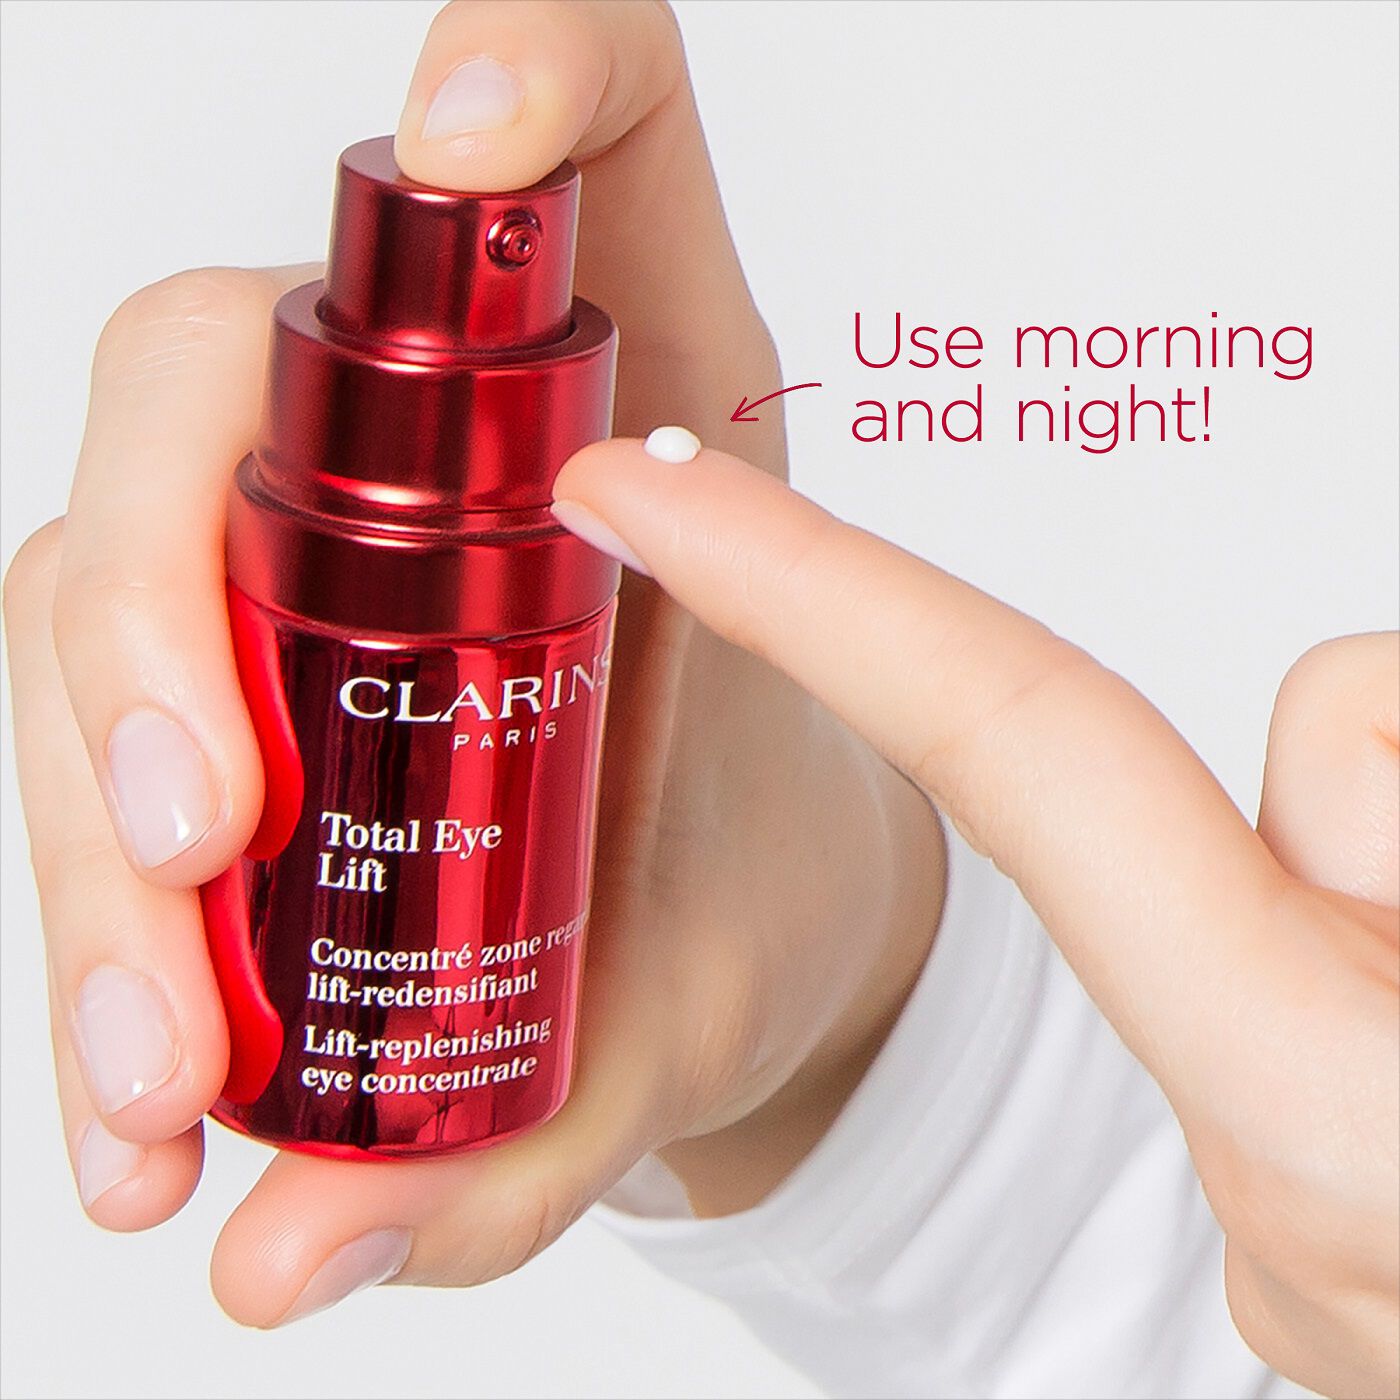 Use morning
and night!
CLARINS
PARIS
Total Eye
Lift
Concentré zone
lift-redensifiant
Lift-replenishing
eye concentrate